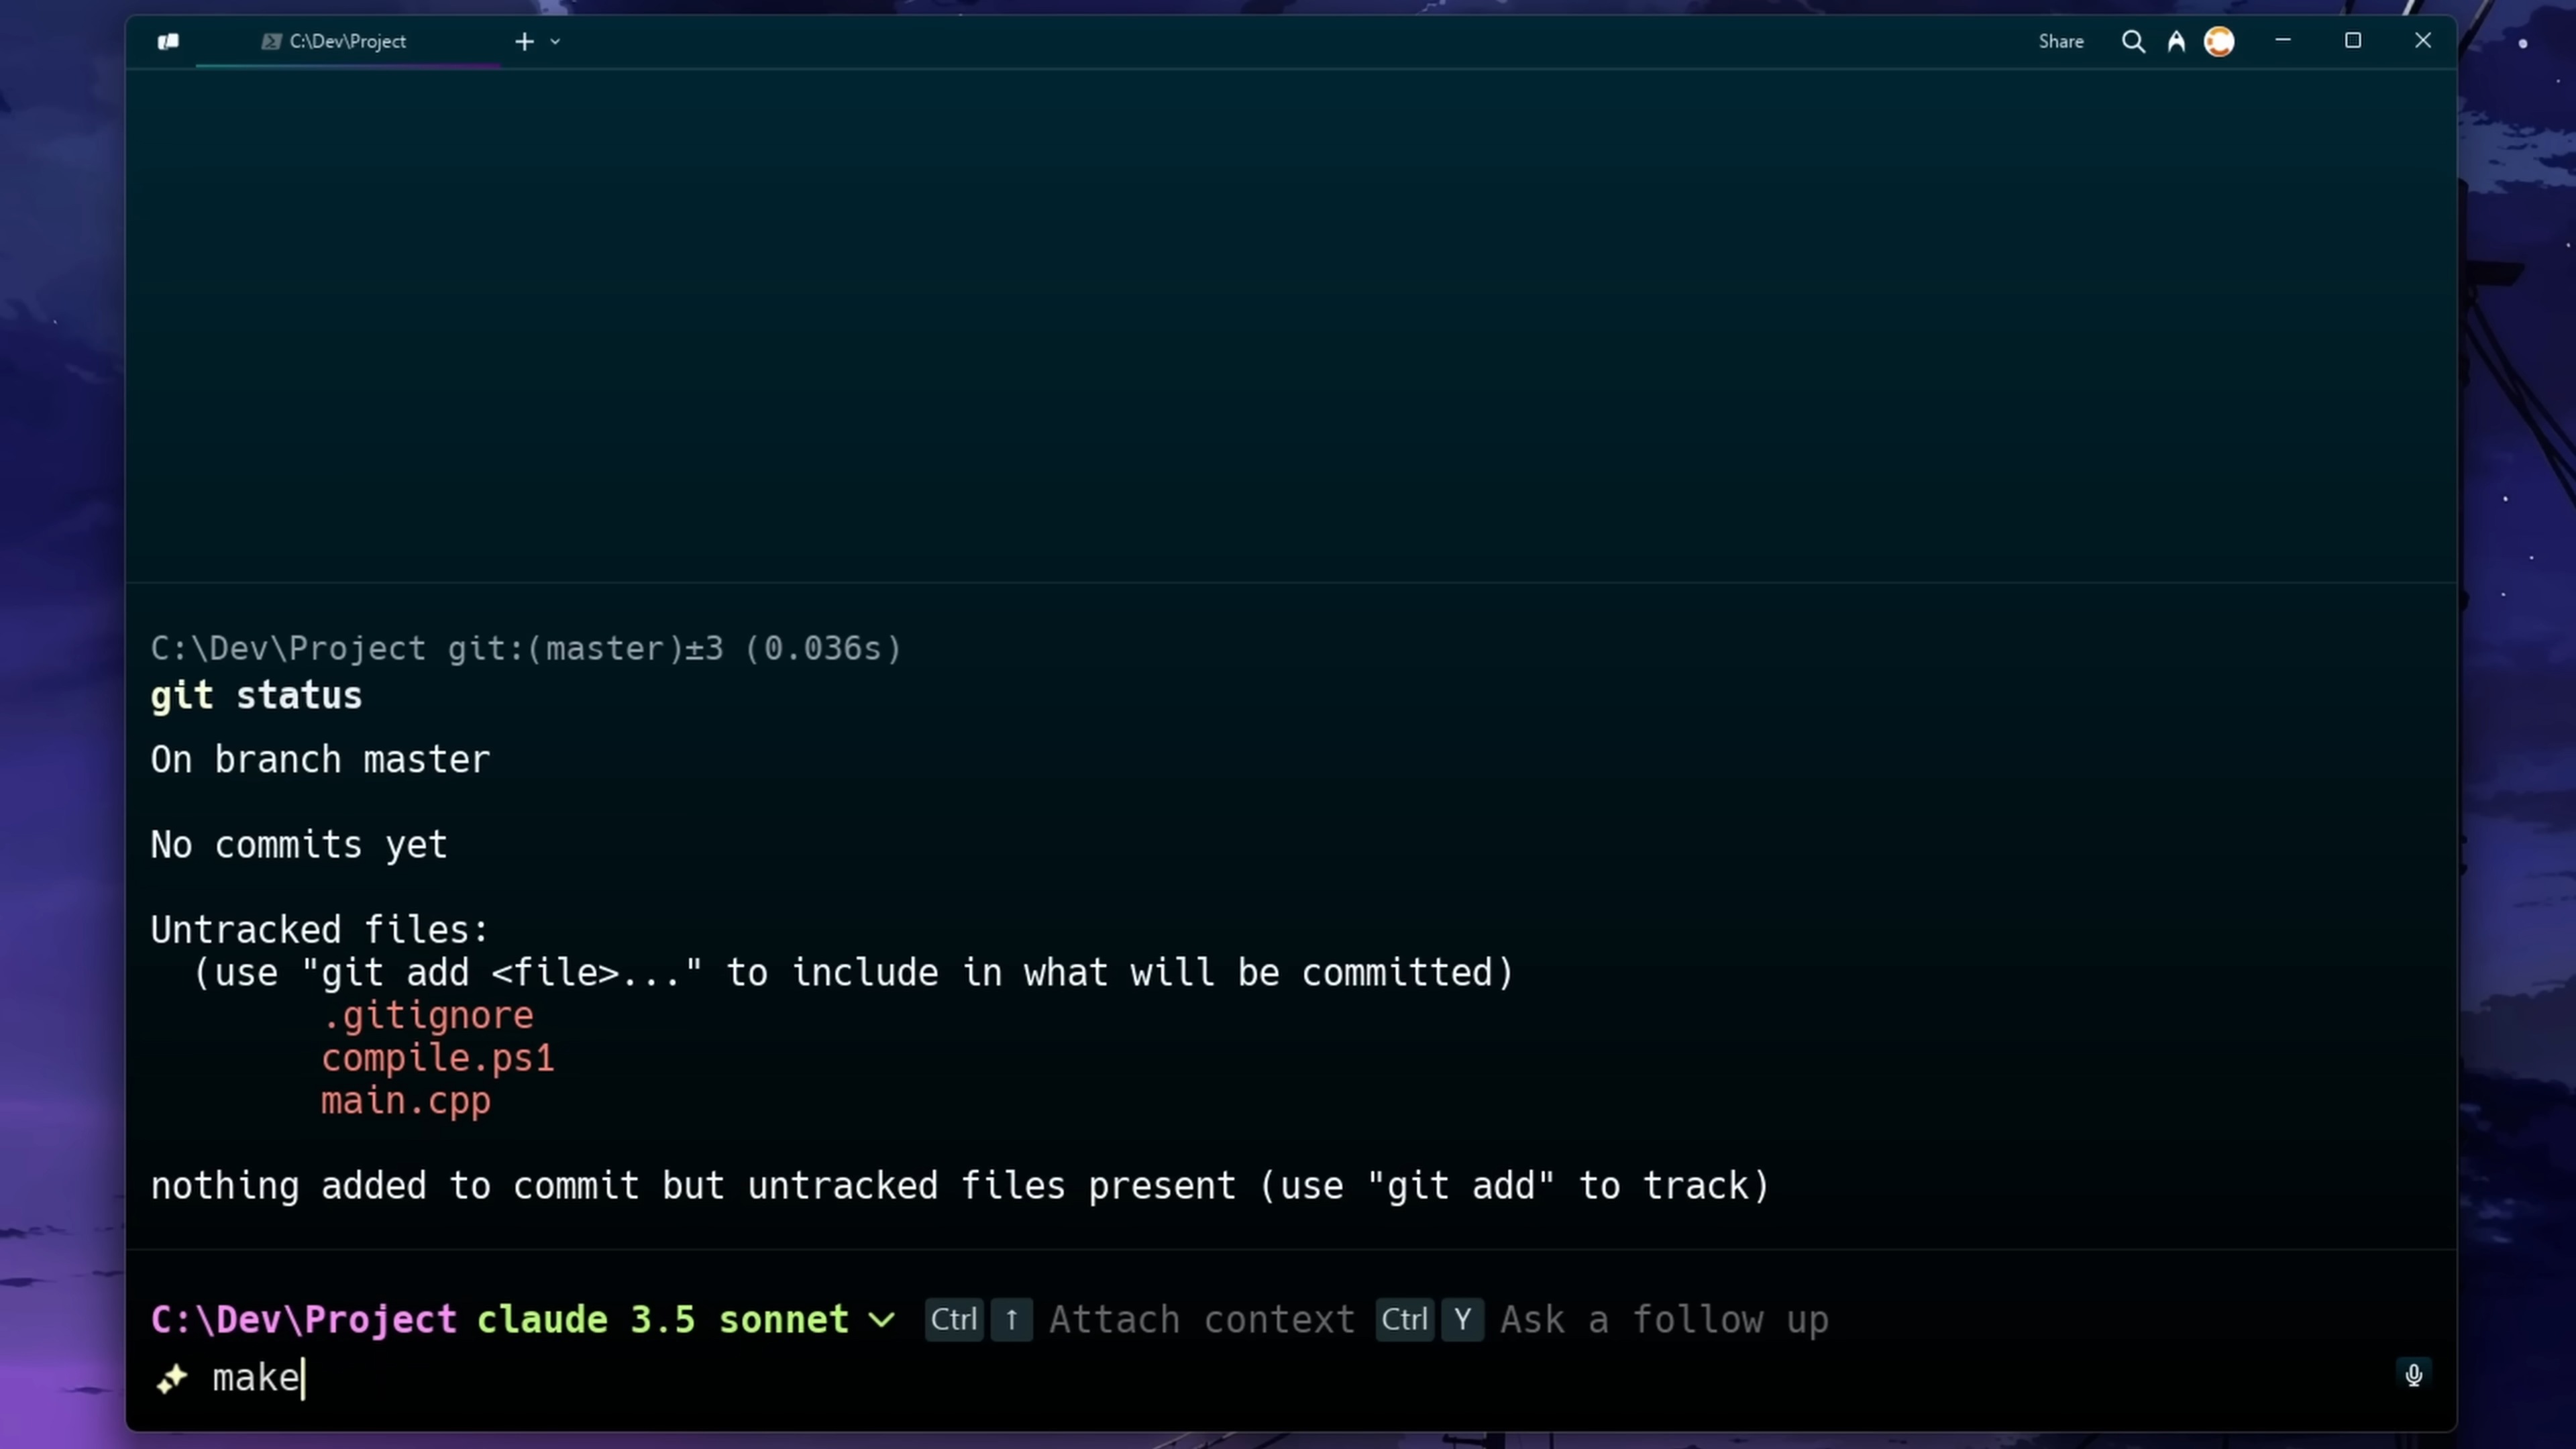 C:\Dev\Project
Share
C:\Dev\Project git:(master)±3 (0.036s)
git status
On branch master
No commits yet
Untracked files:
(use "git add <file>..." to include in what will be committed)
.gitignore
compile.ps1
main.cpp
nothing added to commit but untracked files present (use "git add" to track)
C:\Dev\Project claude 3.5 sonnet Ctrl ↑ Attach context Ctrl Y Ask a follow up
make